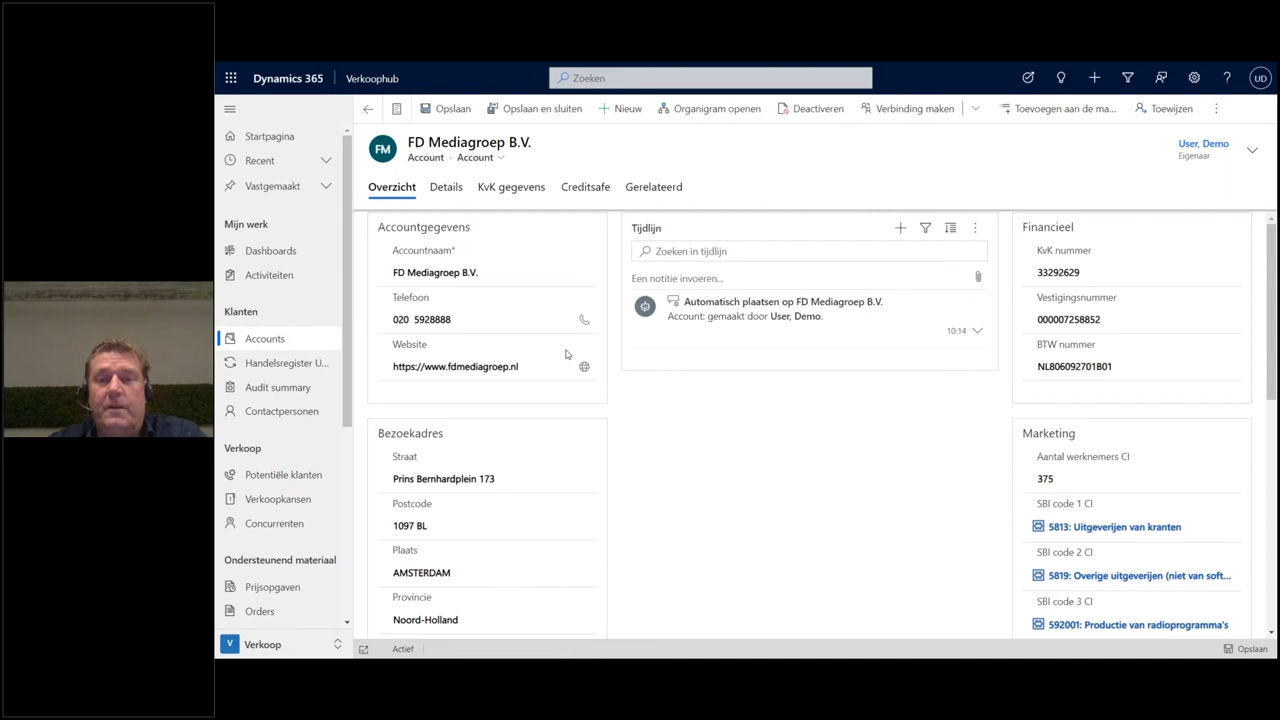 Dynamics 365
Verkoophub
Zoeken
UD
Opslaan
Opslaan en sluiten
Nieuw
Organigram openen
Deactiveren
Verbinding maken
Toevoegen aan de ma...
Toewijzen
Startpagina
Recent
Vastgemaakt
Mijn werk
Dashboards
Activiteiten
Klanten
Accounts
Handelsregister U...
Audit summary
Contactpersonen
Verkoop
Potentiële klanten
Verkoopkansen
Concurrenten
Ondersteunend materiaal
Prijsopgaven
Orders
V Verkoop
FM
FD Mediagroep B.V.
Account · Account
User, Demo
Eigenaar
Overzicht
Details
KvK gegevens
Creditsafe
Gerelateerd
Accountgegevens
Accountnaam*
FD Mediagroep B.V.
Telefoon
020 5928888
Website
https://www.fdmediagroep.nl
Bezoekadres
Straat
Prins Bernhardplein 173
Postcode
1097 BL
Plaats
AMSTERDAM
Provincie
Noord-Holland
Tijdlijn
Zoeken in tijdlijn
Een notitie invoeren...
Automatisch plaatsen op FD Mediagroep B.V.
Account: gemaakt door User, Demo.
10:14
Financieel
KvK nummer
33292629
Vestigingsnummer
000007258852
BTW nummer
NL806092701B01
Marketing
Aantal werknemers CI
375
SBI code 1 CI
5813: Uitgeverijen van kranten
SBI code 2 CI
5819: Overige uitgeverijen (niet van soft...
SBI code 3 CI
592001: Productie van radioprogramma's
Actief
Opslaan